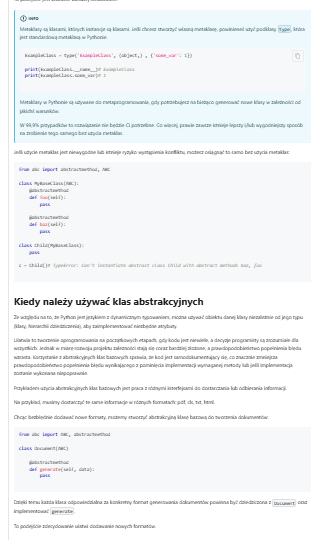 INFO
Metaklasy są klasami, których instancje są klasami. Jeśli chcesz stworzyć własną metaklasę, powinieneś użyć podklasy type, która
jest standardową metaklasą w Pythonie:
ExampleClass = type('ExampleClass', (object,) , {'some_var': 1})
print(ExampleClass.__name__)# ExampleClass
print(ExampleClass.some_var)# 1
Metaklasy w Pythonie są używane do metaprogramowania, gdy potrzebujesz na bieżąco generować nowe klasy w zależności od
jakichś warunków.
W 99,9% przypadków to rozwiązanie nie będzie Ci potrzebne. Co więcej, prawie zawsze istnieje lepszy i/lub wygodniejszy sposób
na zrobienie tego samego bez użycia metaklas.
Jeśli użycie metaklas jest niewygodne lub istnieje ryzyko wystąpienia konfliktu, możesz osiągnąć to samo bez użycia metaklas:
from abc import abstractmethod, ABC
class MyBaseClass(ABC):
@abstractmethod
def foo(self):
pass
@abstractmethod
def baz(self):
pass
class Child(MyBaseClass):
pass
c = Child()# TypeError: Can't instantiate abstract class Child with abstract methods baz, foo
Kiedy należy używać klas abstrakcyjnych
Ze względu na to, że Python jest językiem z dynamicznym typowaniem, można używać obiektu danej klasy niezależnie od jego typu
(klasy, hierarchii dziedziczenia), aby zaimplementować niezbędne atrybuty.
Ułatwia to tworzenie oprogramowania na początkowych etapach, gdy kodu jest niewiele, a decyzje programisty są zrozumiałe dla
wszystkich. Jednak w miarę rozwoju projektu zależności stają się coraz bardziej złożone, a prawdopodobieństwo popełnienia błędu
wzrasta. Korzystanie z abstrakcyjnych klas bazowych sprawia, że kod jest samodokumentujący się, co znacznie zmniejsza
prawdopodobieństwo popełnienia błędu wynikającego z pominięcia implementacji wymaganej metody lub jeśli implementacja
zostanie wykonana niepoprawnie.
Przykładem użycia abstrakcyjnych klas bazowych jest praca z różnymi interfejsami do dostarczania lub odbierania informacji.
Na przykład, musimy dostarczyć te same informacje w różnych formatach: pdf, xls, txt, html.
Chcąc bezbłędnie dodawać nowe formaty, możemy stworzyć abstrakcyjną klasę bazową do tworzenia dokumentów:
from abc import ABC, abstractmethod
class Document(ABC)
@abstractmethod
def generate(self, data):
pass
Dzięki temu każda klasa odpowiedzialna za konkretny format generowania dokumentów powinna być dziedziczona z Document oraz
implementować generate.
To podejście zdecydowanie ułatwi dodawanie nowych formatów.